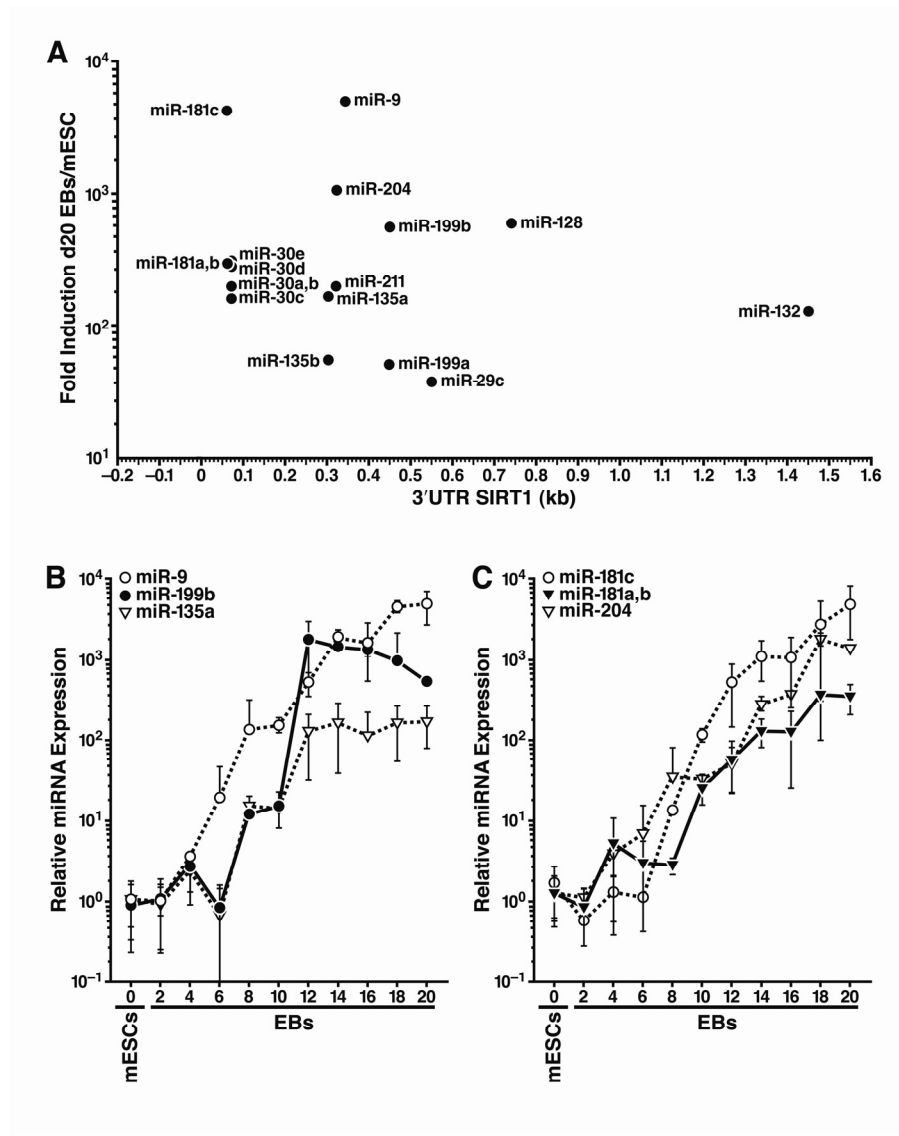 A
10⁴
10³
10²
10¹
Fold Induction d20 EBs/mESC
miR-181c
miR-9
miR-204
miR-199b
miR-128
miR-181a,b
miR-30e
miR-30d
miR-30a,b
miR-30c
miR-211
miR-135a
miR-132
miR-135b
miR-199a
miR-29c
−0.2 −0.1 0 0.1 0.2 0.3 0.4 0.5 0.6 0.7 0.8 0.9 1.0 1.1 1.2 1.3 1.4 1.5 1.6
3′UTR SIRT1 (kb)
B
miR-9
miR-199b
miR-135a
10⁴
10³
10²
10¹
10⁰
10⁻¹
Relative miRNA Expression
0 2 4 6 8 10 12 14 16 18 20
mESCs
EBs
C
miR-181c
miR-181a,b
miR-204
10⁴
10³
10²
10¹
10⁰
10⁻¹
Relative miRNA Expression
0 2 4 6 8 10 12 14 16 18 20
mESCs
EBs